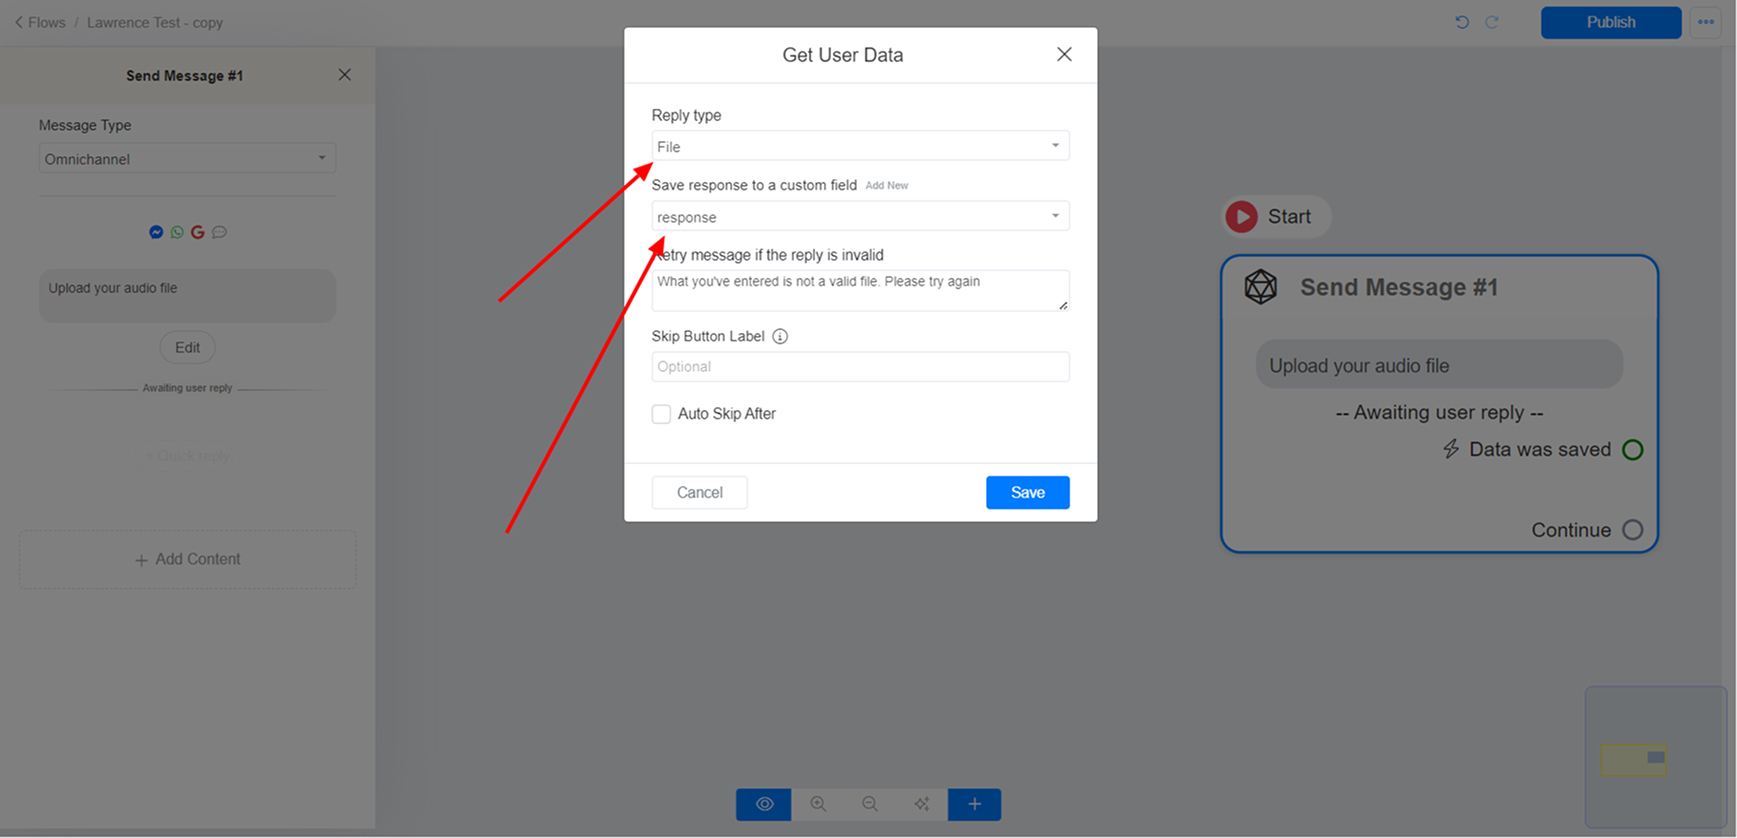 Flows / Lawrence Test - copy
Publish
Send Message #1
Message Type
Omnichannel
Upload your audio file
Edit
Awaiting user reply
+ Quick reply
+ Add Content
Get User Data
Reply type
File
Save response to a custom field Add New
response
Retry message if the reply is invalid
What you've entered is not a valid file. Please try again
Skip Button Label
Optional
Auto Skip After
Cancel
Save
Start
Send Message #1
Upload your audio file
-- Awaiting user reply --
Data was saved
Continue